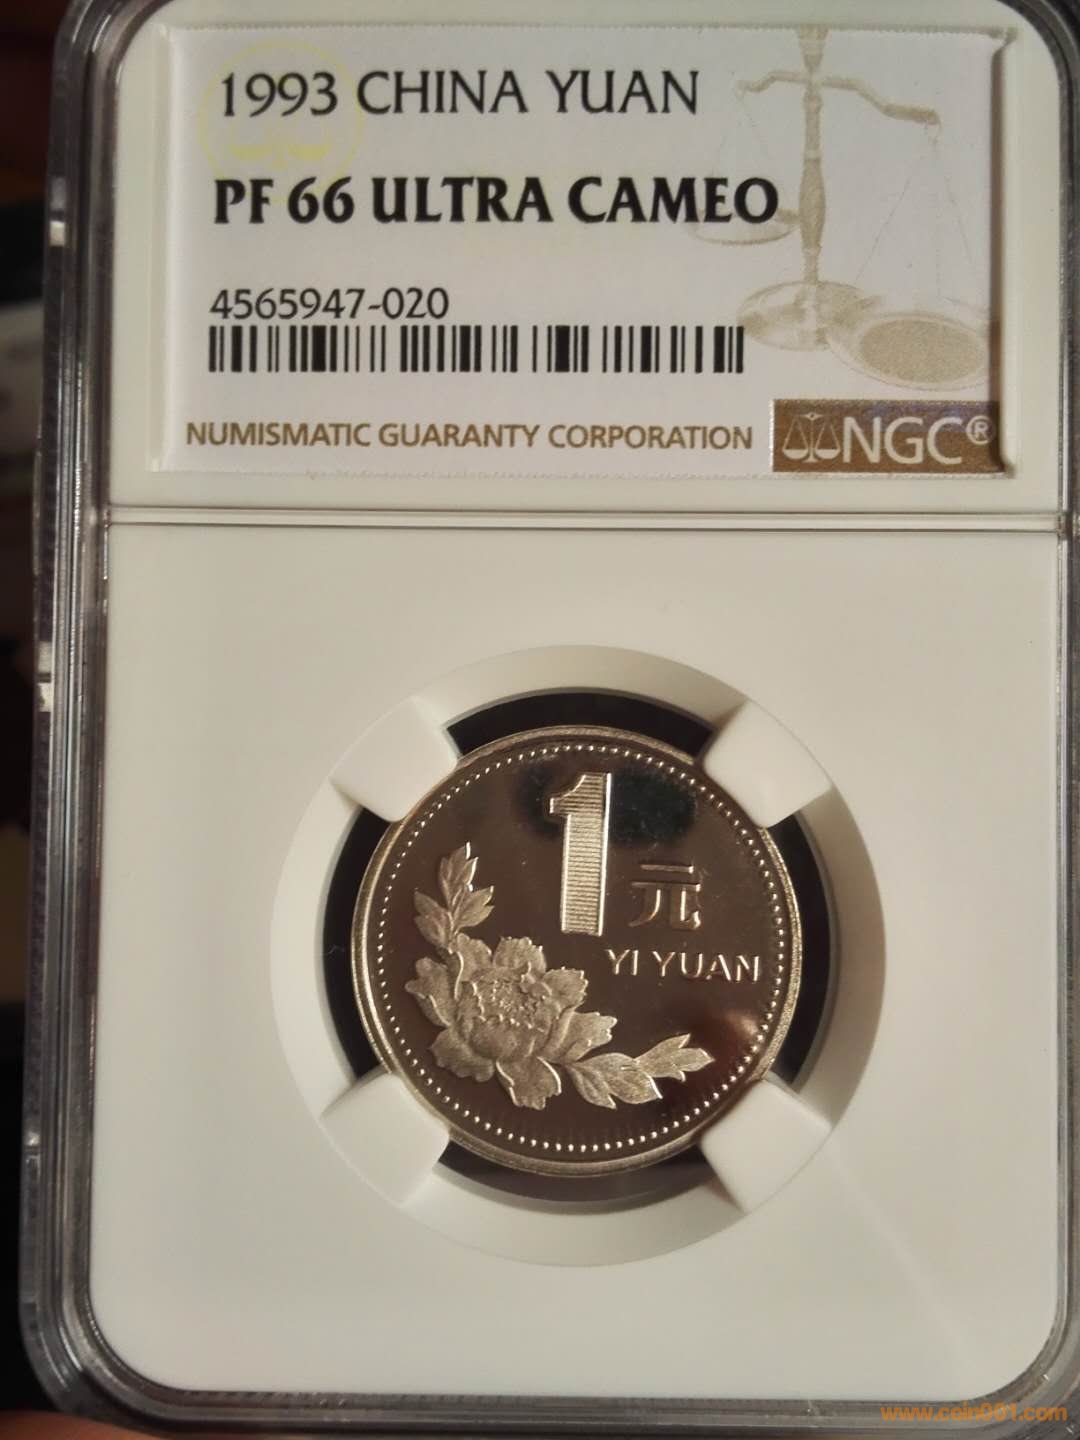 1993 CHINA YUAN
PF 66 ULTRA CAMEO
4565947-020
NUMISMATIC GUARANTY CORPORATION
NGC®
1
元
YI YUAN
www.coin001.com